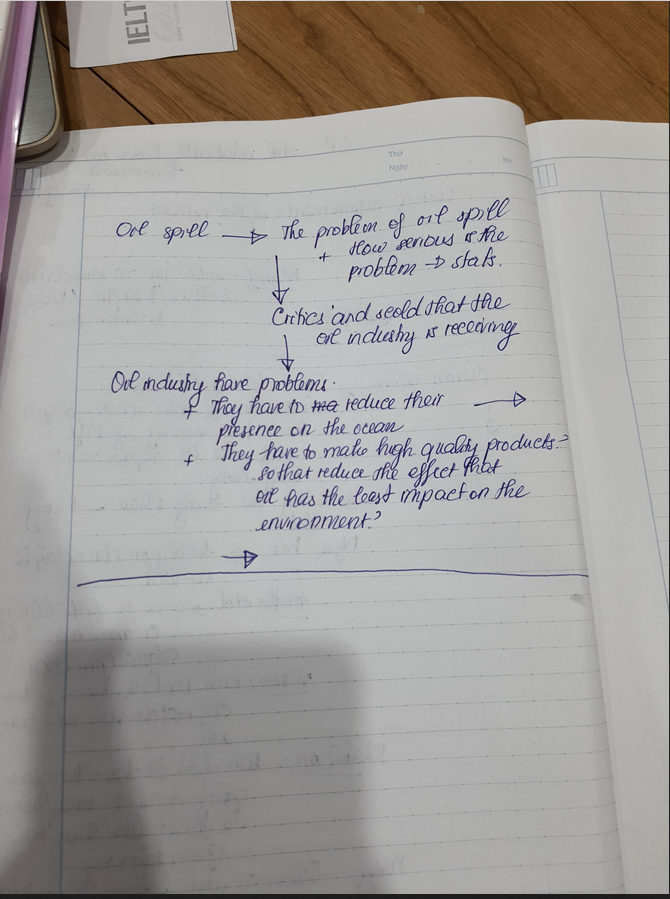 IELT
Thứ
Ngày
No
Oil spill → The problem of oil spill
+ How serious is the
problem → stats.
Critics and scold that the
oil industry is receiving
Oil industry have problems.
+ They have to ma reduce their →
presence on the ocean
+ They have to make high quality products?
so that reduce the effect that
oil has the least impact on the
environment?
→